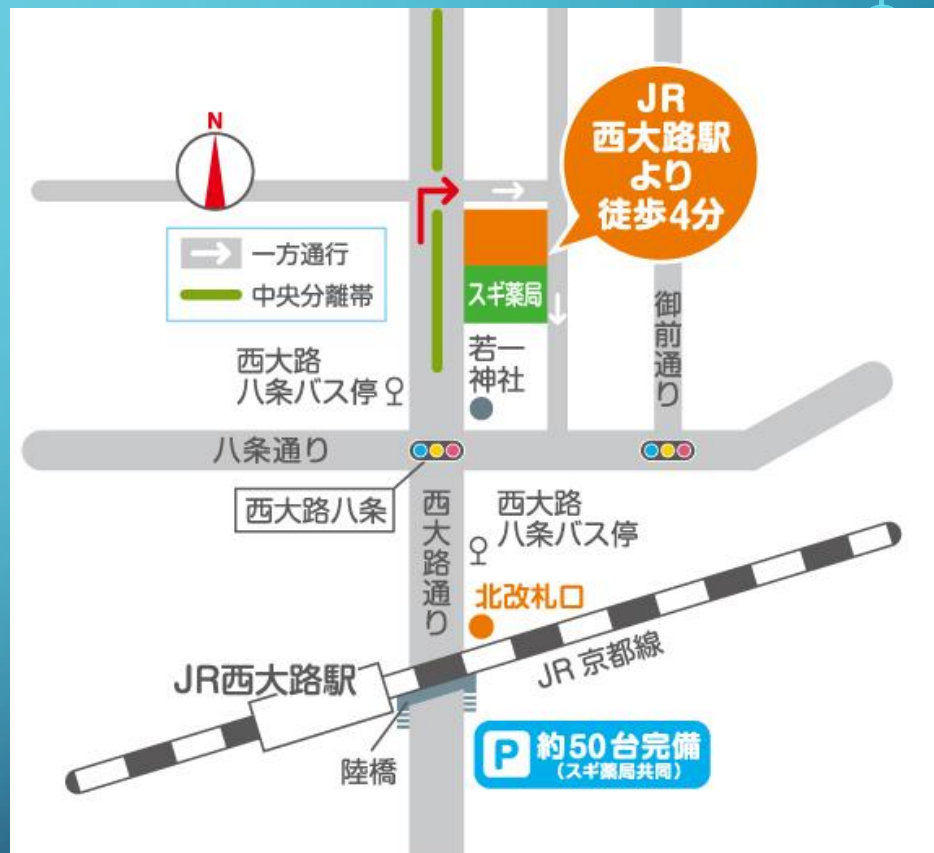 JR
西大路駅
より
徒歩4分
N
一方通行
中央分離帯
スギ薬局
御前通り
西大路
八条バス停
若一
神社
八条通り
西大路八条
西大路通り
西大路
八条バス停
北改札口
JR西大路駅
JR京都線
陸橋
P 約50台完備
(スギ薬局共同)